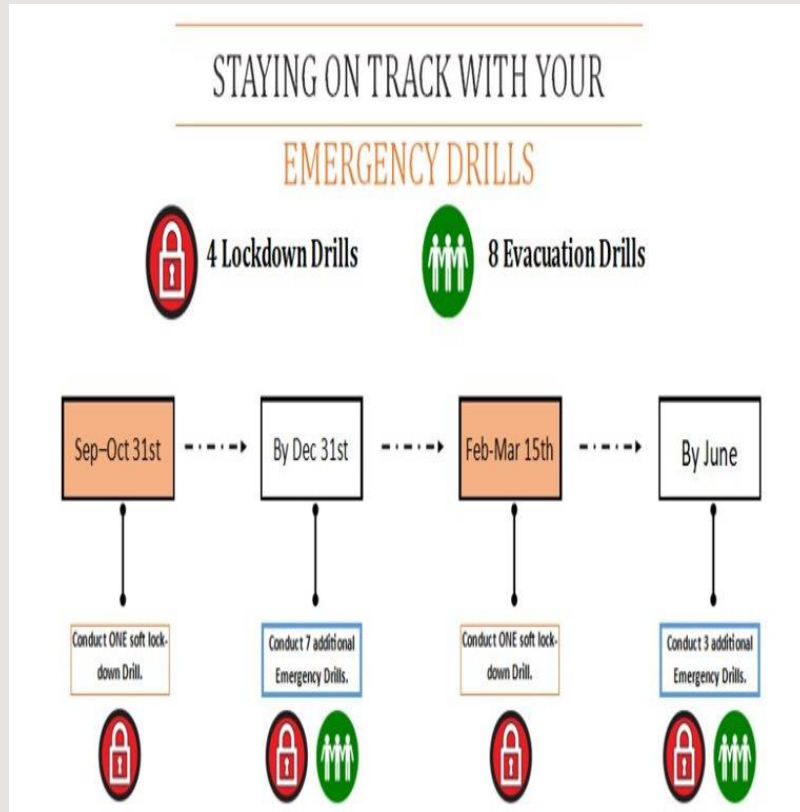 STAYING ON TRACK WITH YOUR
EMERGENCY DRILLS
4 Lockdown Drills
8 Evacuation Drills
Sep–Oct 31st
By Dec 31st
Feb-Mar 15th
By June
Conduct ONE soft lock-
down Drill.
Conduct 7 additional
Emergency Drills.
Conduct ONE soft lock-
down Drill.
Conduct 3 additional
Emergency Drills.